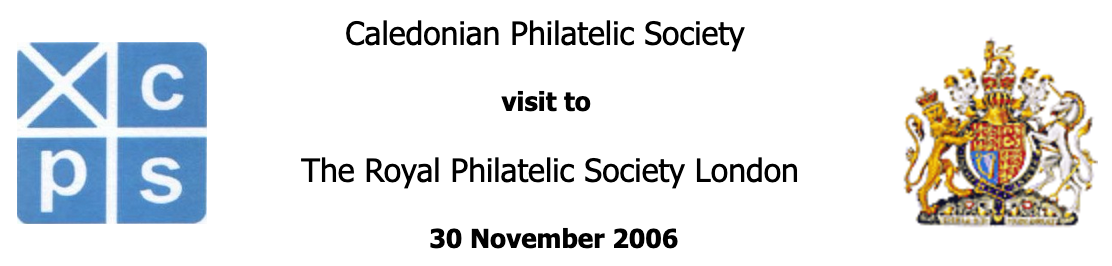 Caledonian Philatelic Society
visit to
The Royal Philatelic Society London
30 November 2006
c
p s